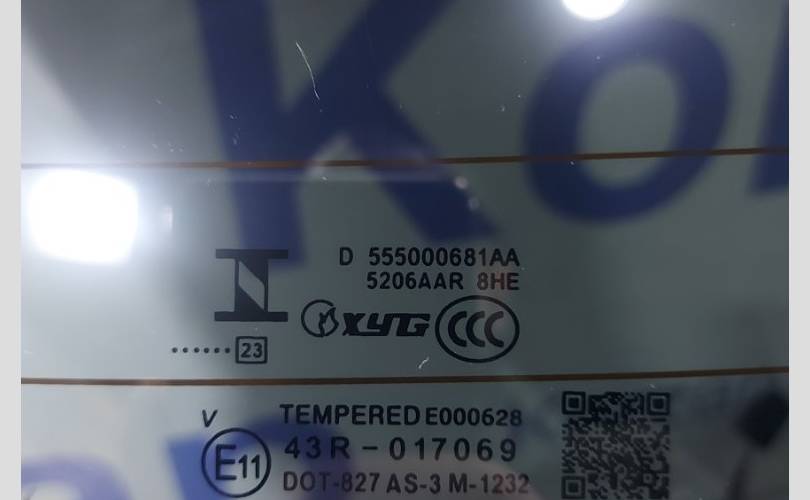 D 555000681AA
5206AAR 8HE
XYG CCC
......23
V TEMPERED E000628
E11 43R-017069
DOT-827 AS-3 M-1232